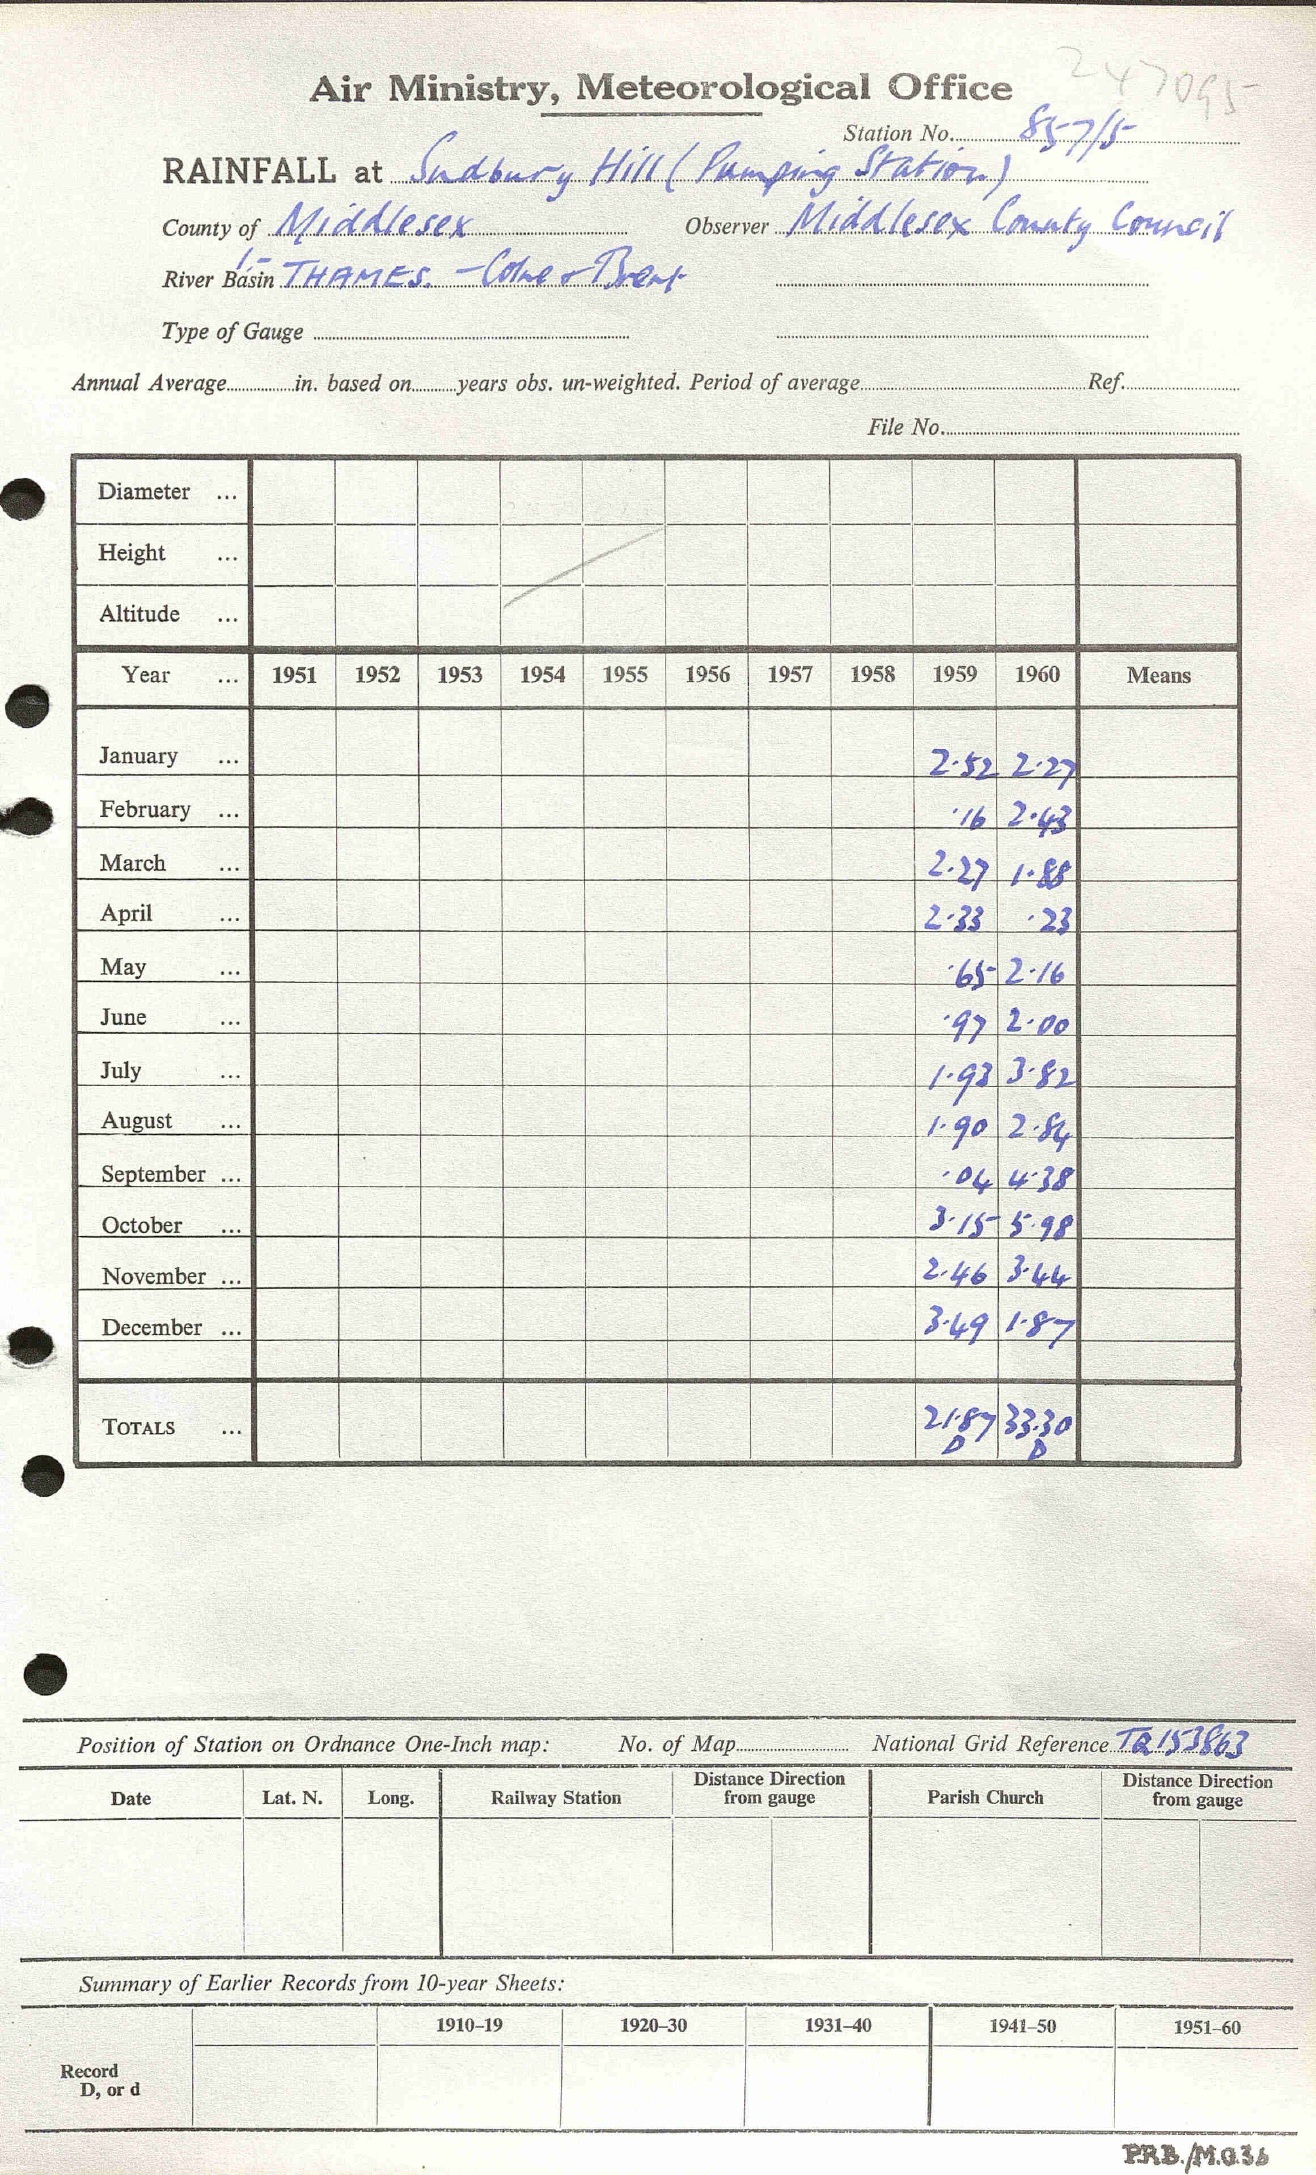 247095
Air Ministry, Meteorological Office
Station No. 857/5
RAINFALL at Sudbury Hill (Pumping Station)
County of Middlesex Observer Middlesex County Council
River Basin 1- THAMES. - Colne & Brent
Type of Gauge
Annual Average in. based on years obs. un-weighted. Period of average Ref.
File No.
Diameter ...
Height ...
Altitude ...
Year ... 1951 1952 1953 1954 1955 1956 1957 1958 1959 1960 Means
January ... 2.52 2.27
February ... .16 2.43
March ... 2.27 1.88
April ... 2.33 .23
May ... .65 2.16
June ... .97 2.00
July ... 1.93 3.82
August ... 1.90 2.84
September ... .04 4.38
October ... 3.15 5.98
November ... 2.46 3.44
December ... 3.49 1.87
TOTALS ... 21.87 33.30
D D
Position of Station on Ordnance One-Inch map: No. of Map National Grid Reference TQ 153863
Date Lat. N. Long. Railway Station Distance Direction from gauge Parish Church Distance Direction from gauge
Summary of Earlier Records from 10-year Sheets:
1910–19 1920–30 1931–40 1941–50 1951–60
Record
D, or d
P.R.B./M.O.36